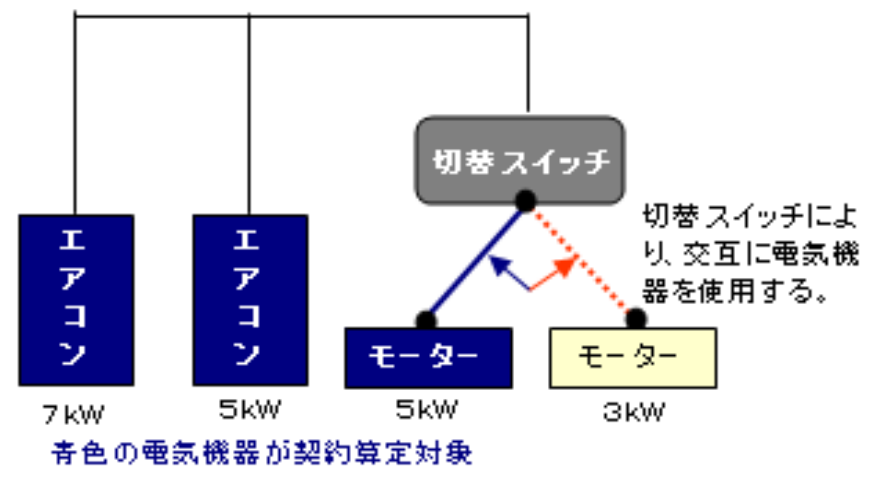 切替スイッチ
切替スイッチによ
り、交互に電気機
器を使用する。
エアコン
エアコン
モーター
モーター
7kW
5kW
5kW
3kW
青色の電気機器が契約算定対象